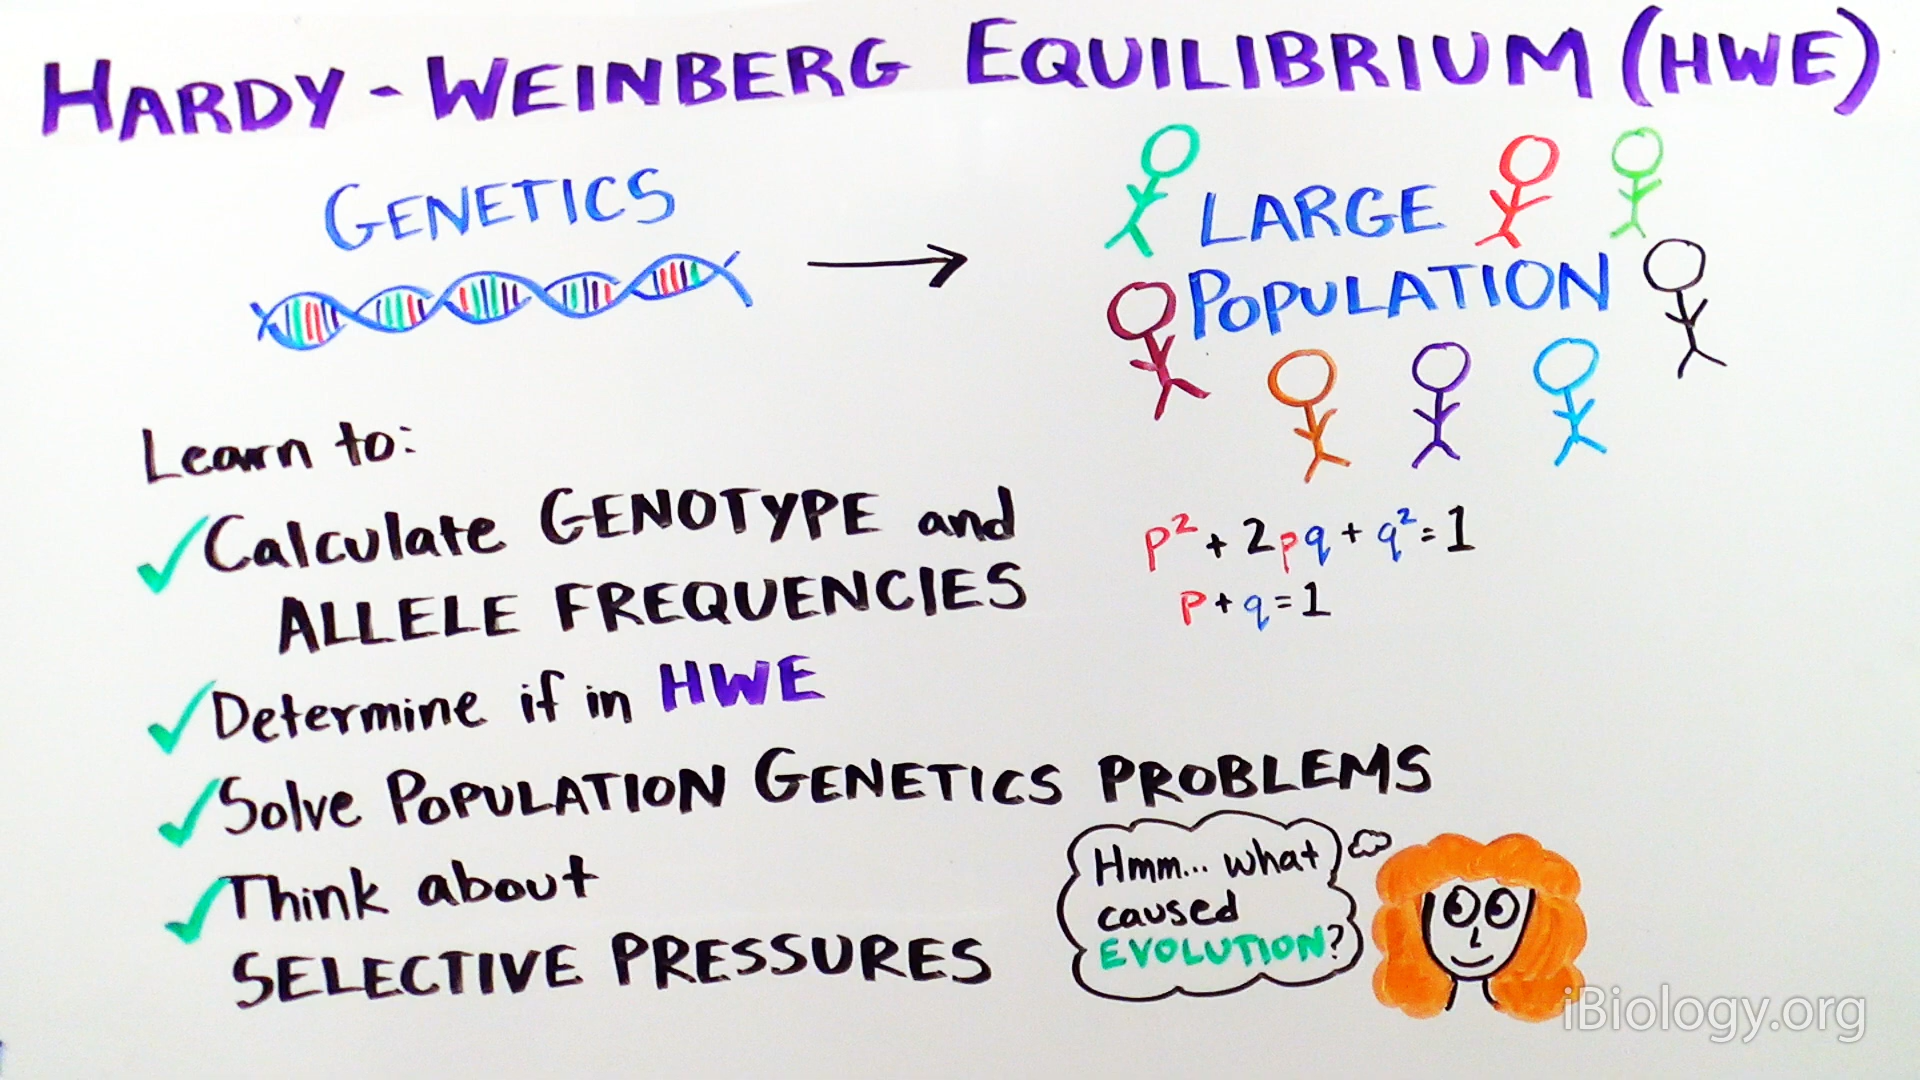 HARDY - WEINBERG EQUILIBRIUM (HWE)
GENETICS
LARGE
POPULATION
Learn to:
✓Calculate GENOTYPE and
ALLELE FREQUENCIES
p² + 2pq + q² = 1
p + q = 1
✓Determine if in HWE
✓Solve POPULATION GENETICS PROBLEMS
✓Think about
SELECTIVE PRESSURES
Hmm... what
caused
EVOLUTION?
iBiology.org